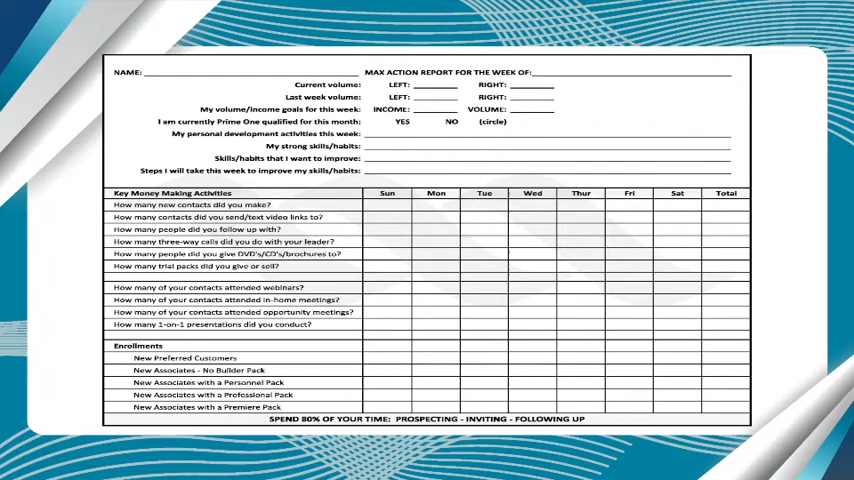 NAME: MAX ACTION REPORT FOR THE WEEK OF:
Current volume: LEFT: RIGHT:
Last week volume: LEFT: RIGHT:
My volume/income goals for this week: INCOME: VOLUME:
I am currently Prime One qualified for this month: YES NO (circle)
My personal development activities this week:
My strong skills/habits:
Skills/habits that I want to improve:
Steps I will take this week to improve my skills/habits:
Key Money Making Activities Sun Mon Tue Wed Thur Fri Sat Total
How many new contacts did you make?
How many contacts did you send/text video links to?
How many people did you follow up with?
How many three-way calls did you do with your leader?
How many people did you give DVD's/CD's/brochures to?
How many trial packs did you give or sell?
How many of your contacts attended webinars?
How many of your contacts attended in-home meetings?
How many of your contacts attended opportunity meetings?
How many 1-on-1 presentations did you conduct?
Enrollments
New Preferred Customers
New Associates - No Builder Pack
New Associates with a Personnel Pack
New Associates with a Professional Pack
New Associates with a Premiere Pack
SPEND 80% OF YOUR TIME: PROSPECTING - INVITING - FOLLOWING UP